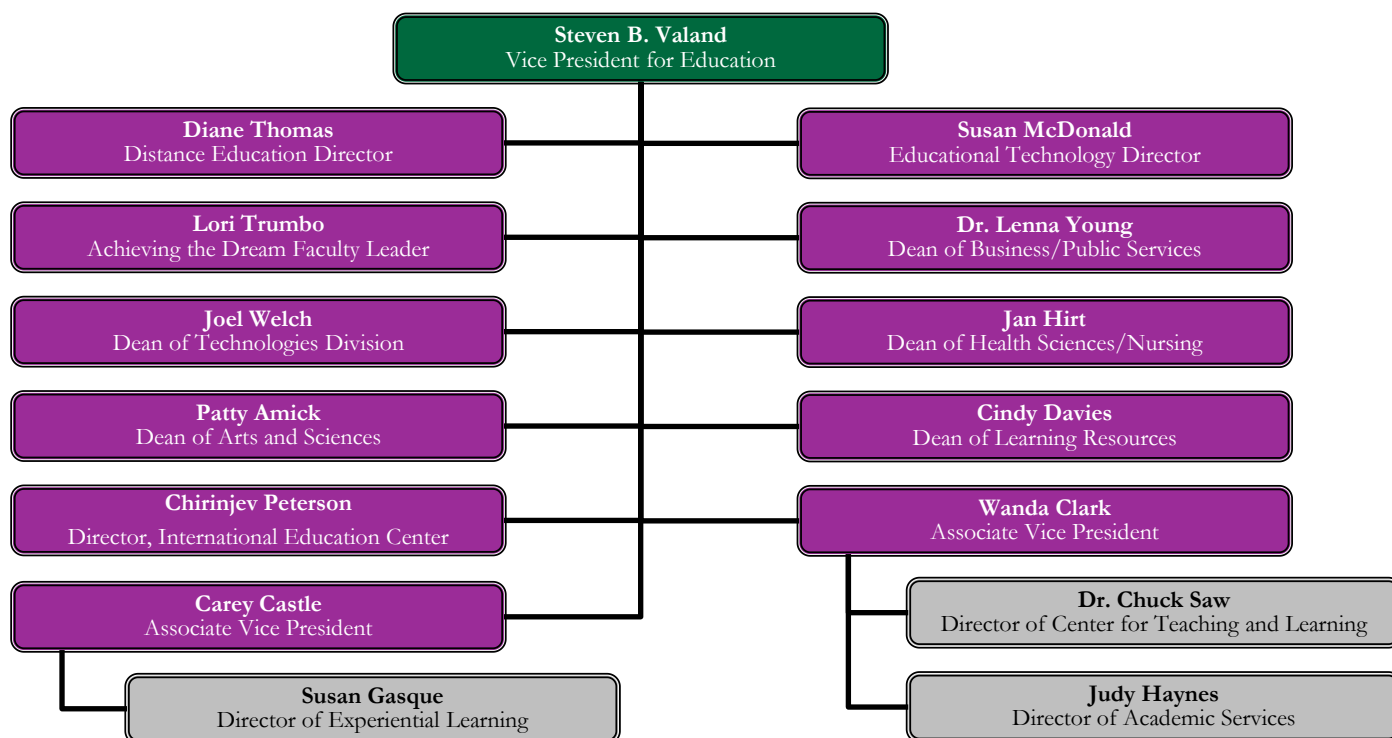 Steven B. Valand
Vice President for Education
Diane Thomas
Distance Education Director
Susan McDonald
Educational Technology Director
Lori Trumbo
Achieving the Dream Faculty Leader
Dr. Lenna Young
Dean of Business/Public Services
Joel Welch
Dean of Technologies Division
Jan Hirt
Dean of Health Sciences/Nursing
Patty Amick
Dean of Arts and Sciences
Cindy Davies
Dean of Learning Resources
Chirinjev Peterson
Director, International Education Center
Wanda Clark
Associate Vice President
Carey Castle
Associate Vice President
Dr. Chuck Saw
Director of Center for Teaching and Learning
Susan Gasque
Director of Experiential Learning
Judy Haynes
Director of Academic Services